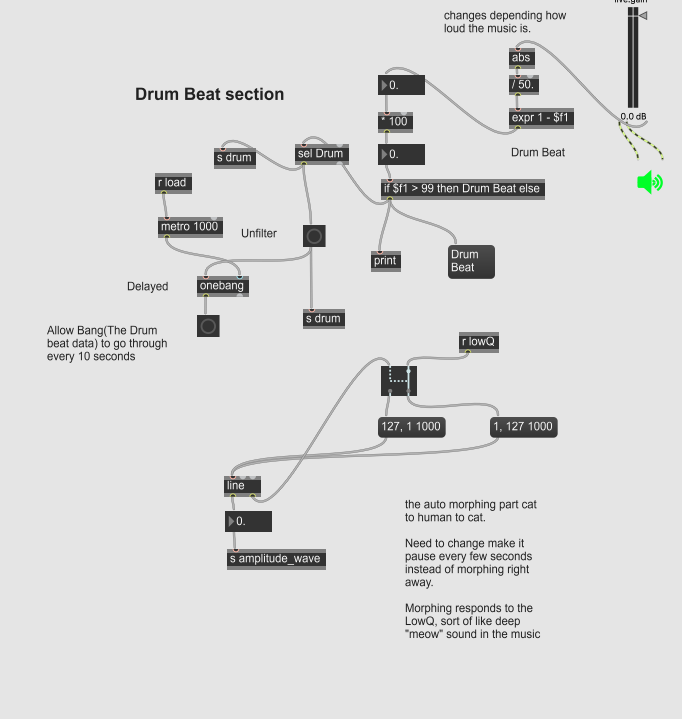 live.gain
changes depending how
loud the music is.
abs
0.
/ 50.
Drum Beat section
* 100
expr 1 - $f1
0.0 dB
s drum
sel Drum
0.
Drum Beat
r load
if $f1 > 99 then Drum Beat else
metro 1000
Unfilter
print
Drum
Beat
Delayed
onebang
s drum
Allow Bang(The Drum
beat data) to go through
every 10 seconds
r lowQ
127, 1 1000
1, 127 1000
line
0.
s amplitude_wave
the auto morphing part cat
to human to cat.
Need to change make it
pause every few seconds
instead of morphing right
away.
Morphing responds to the
LowQ, sort of like deep
"meow" sound in the music